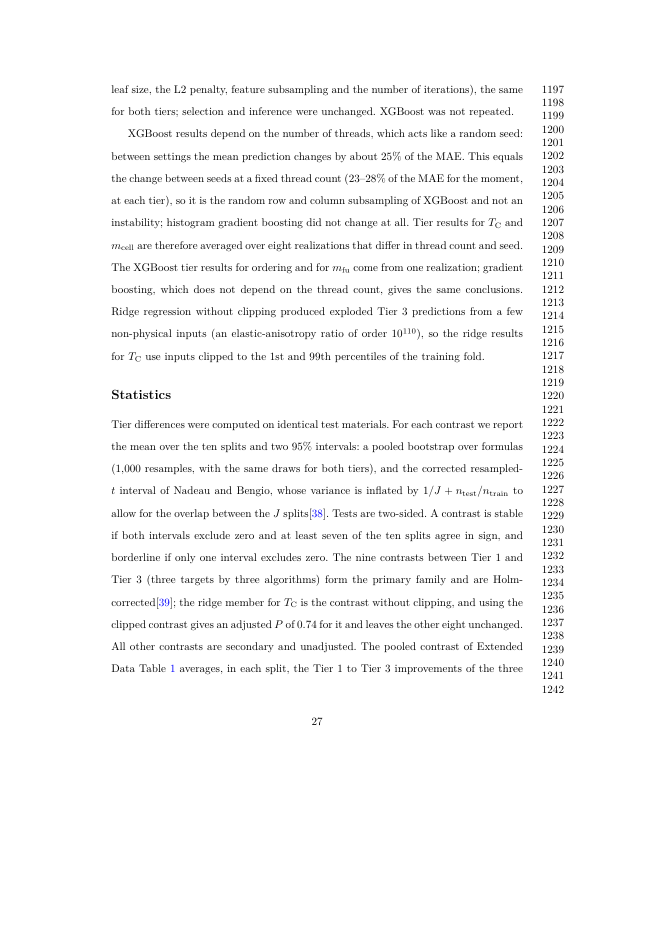 leaf size, the L2 penalty, feature subsampling and the number of iterations), the same
for both tiers; selection and inference were unchanged. XGBoost was not repeated.
XGBoost results depend on the number of threads, which acts like a random seed:
between settings the mean prediction changes by about 25% of the MAE. This equals
the change between seeds at a fixed thread count (23–28% of the MAE for the moment,
at each tier), so it is the random row and column subsampling of XGBoost and not an
instability; histogram gradient boosting did not change at all. Tier results for T_C and
m_cell are therefore averaged over eight realizations that differ in thread count and seed.
The XGBoost tier results for ordering and for m_fu come from one realization; gradient
boosting, which does not depend on the thread count, gives the same conclusions.
Ridge regression without clipping produced exploded Tier 3 predictions from a few
non-physical inputs (an elastic-anisotropy ratio of order 10^110), so the ridge results
for T_C use inputs clipped to the 1st and 99th percentiles of the training fold.
Statistics
Tier differences were computed on identical test materials. For each contrast we report
the mean over the ten splits and two 95% intervals: a pooled bootstrap over formulas
(1,000 resamples, with the same draws for both tiers), and the corrected resampled-
t interval of Nadeau and Bengio, whose variance is inflated by 1/J + n_test/n_train to
allow for the overlap between the J splits[38]. Tests are two-sided. A contrast is stable
if both intervals exclude zero and at least seven of the ten splits agree in sign, and
borderline if only one interval excludes zero. The nine contrasts between Tier 1 and
Tier 3 (three targets by three algorithms) form the primary family and are Holm-
corrected[39]; the ridge member for T_C is the contrast without clipping, and using the
clipped contrast gives an adjusted P of 0.74 for it and leaves the other eight unchanged.
All other contrasts are secondary and unadjusted. The pooled contrast of Extended
Data Table 1 averages, in each split, the Tier 1 to Tier 3 improvements of the three
27
1197
1198
1199
1200
1201
1202
1203
1204
1205
1206
1207
1208
1209
1210
1211
1212
1213
1214
1215
1216
1217
1218
1219
1220
1221
1222
1223
1224
1225
1226
1227
1228
1229
1230
1231
1232
1233
1234
1235
1236
1237
1238
1239
1240
1241
1242